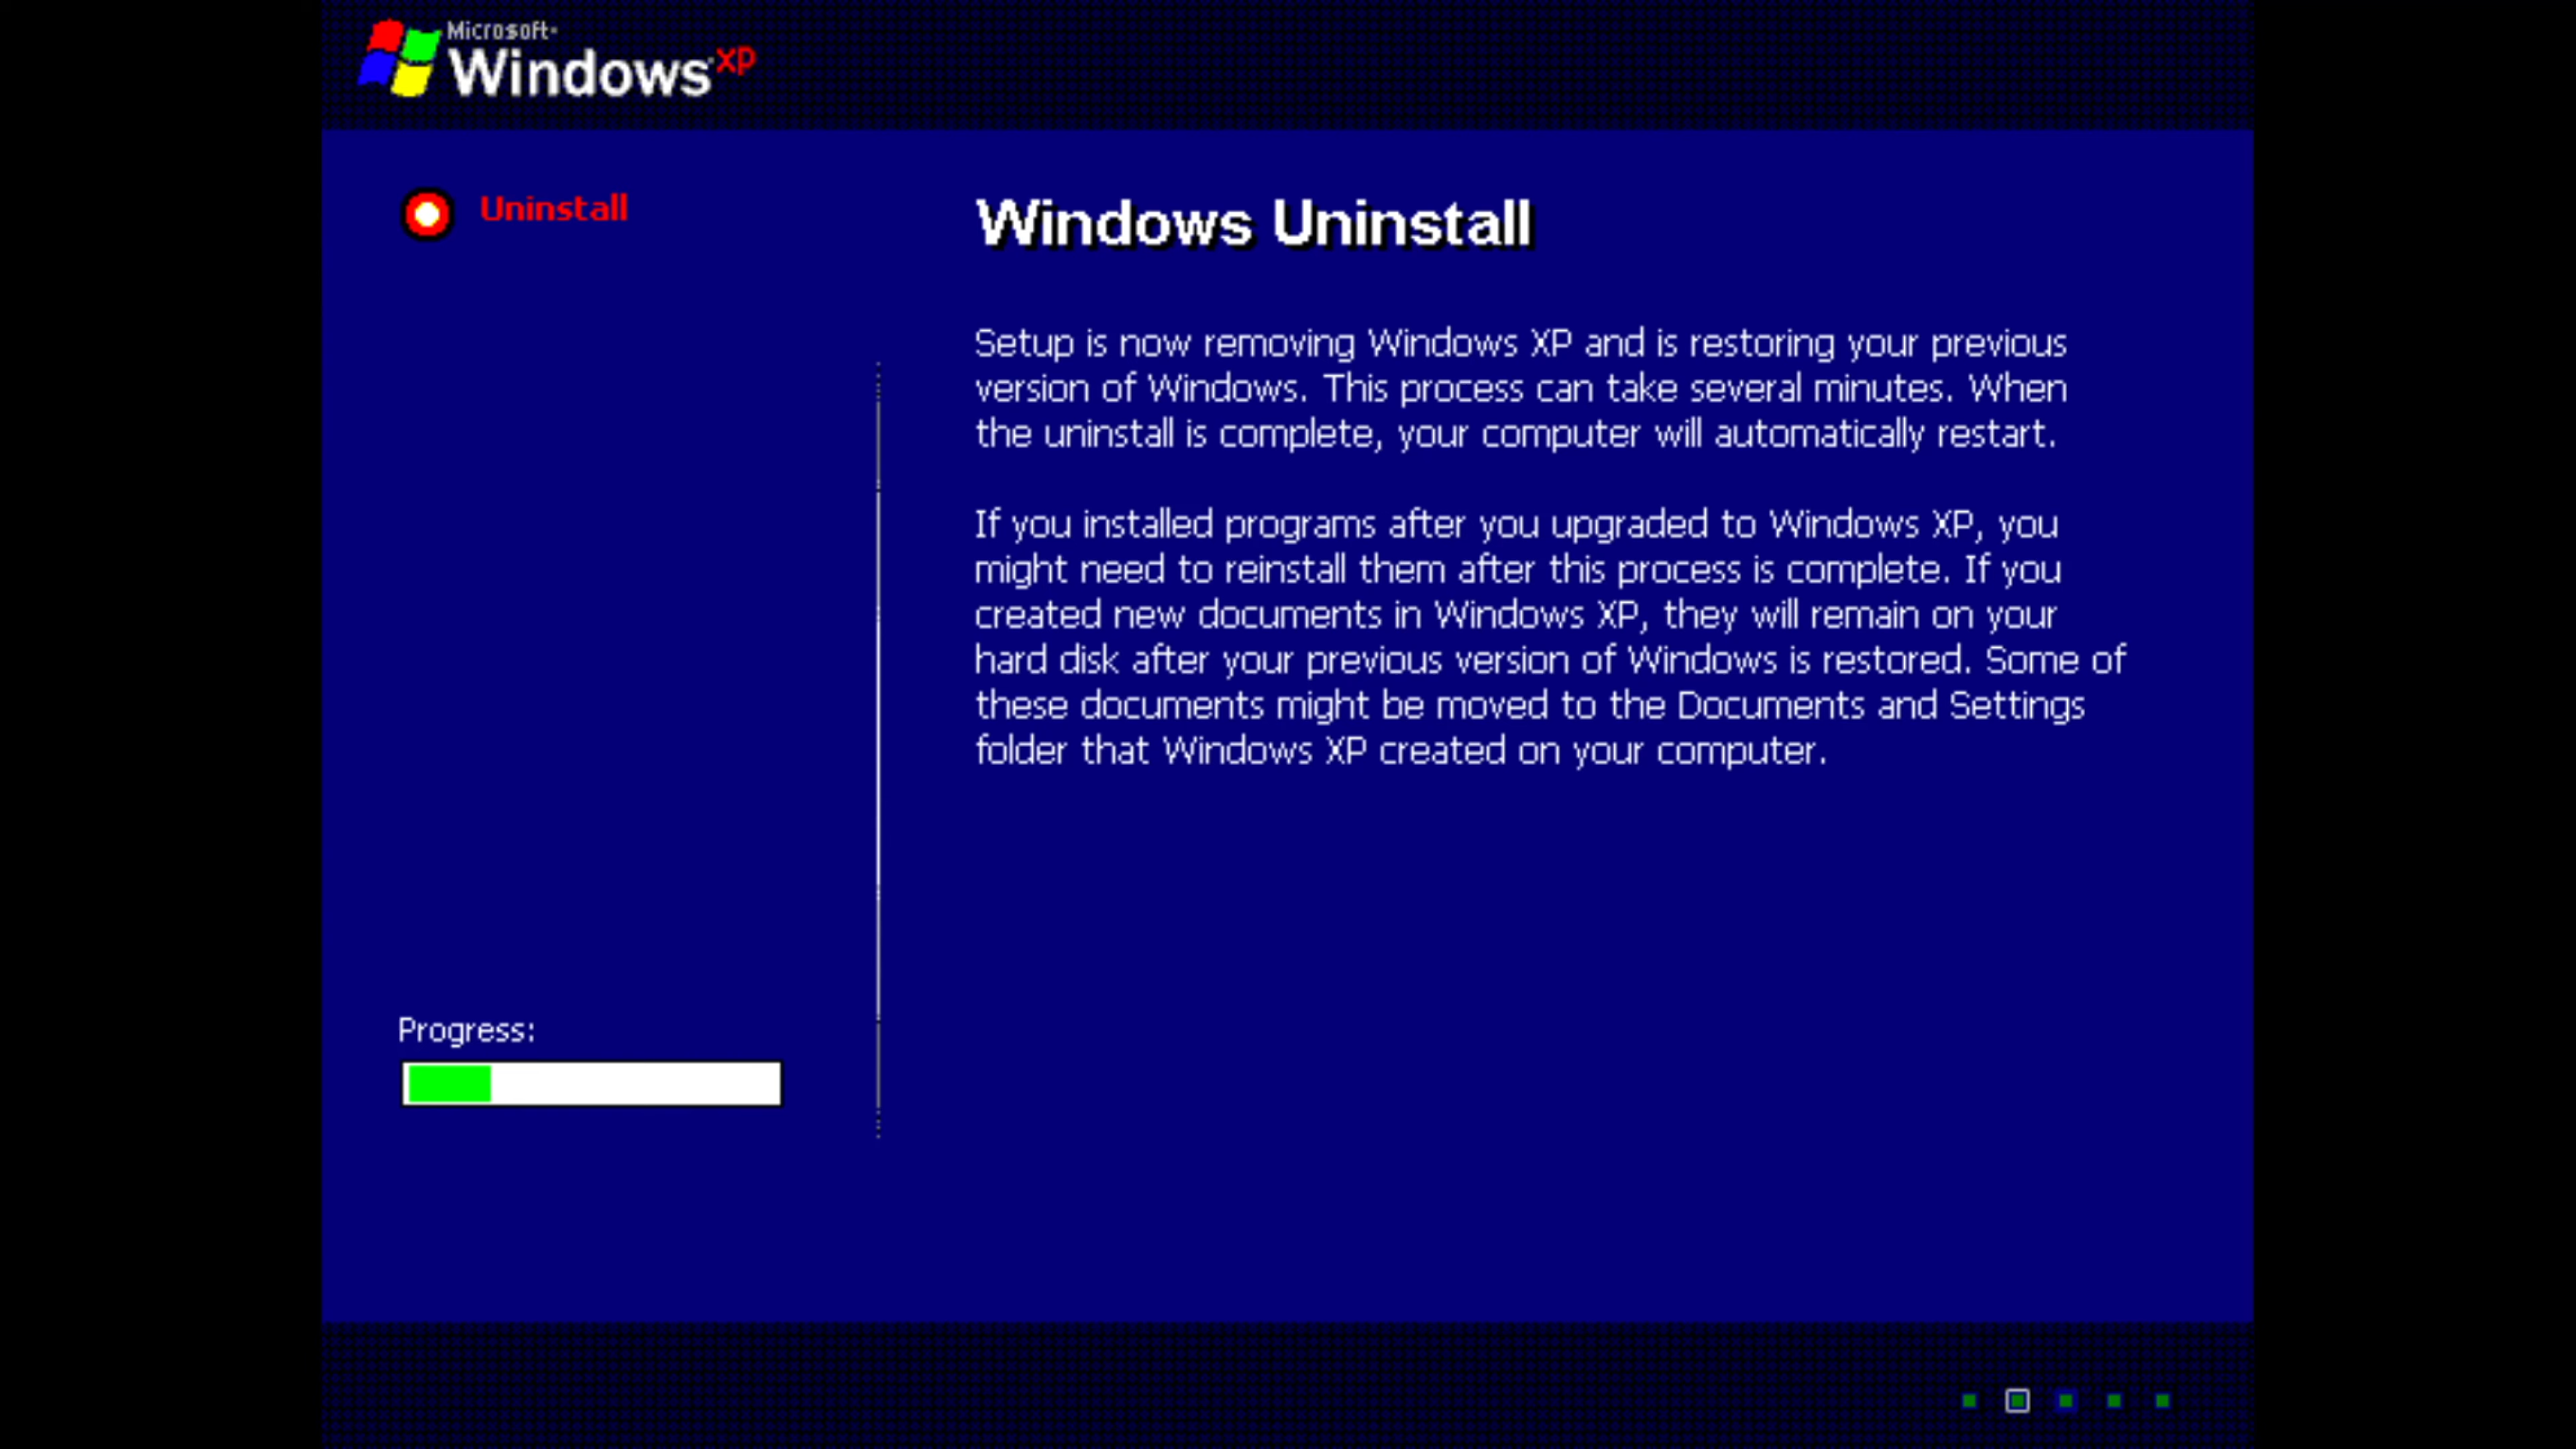 Microsoft
Windows xp
Uninstall
Windows Uninstall
Setup is now removing Windows XP and is restoring your previous
version of Windows. This process can take several minutes. When
the uninstall is complete, your computer will automatically restart.
If you installed programs after you upgraded to Windows XP, you
might need to reinstall them after this process is complete. If you
created new documents in Windows XP, they will remain on your
hard disk after your previous version of Windows is restored. Some of
these documents might be moved to the Documents and Settings
folder that Windows XP created on your computer.
Progress: